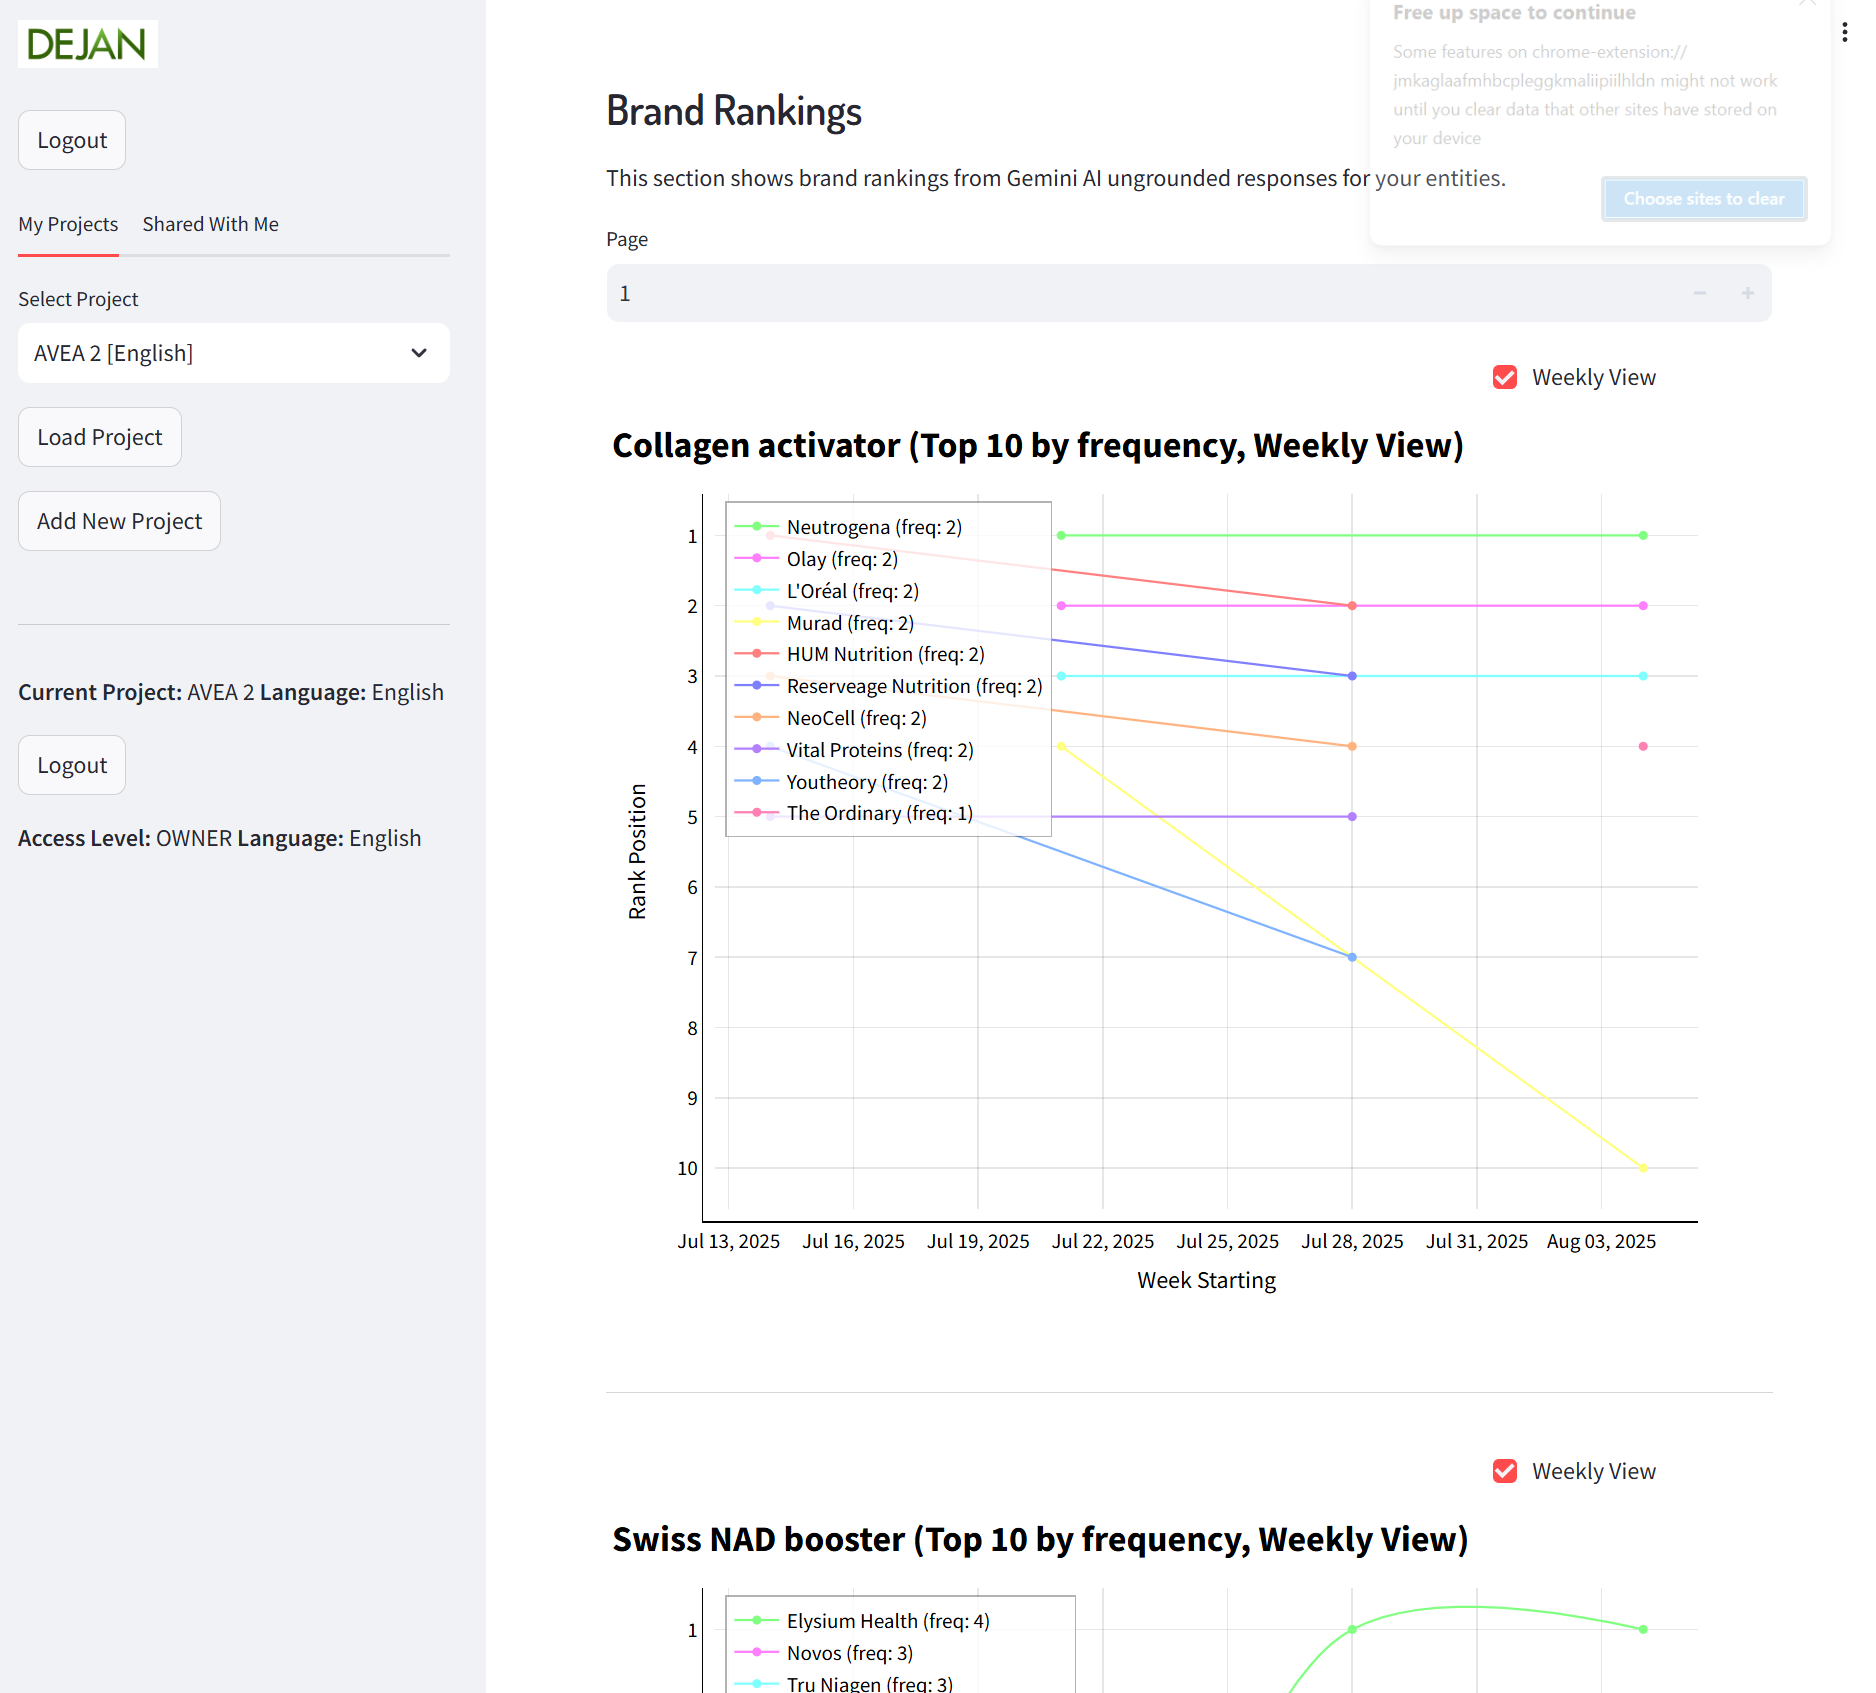 DEJAN
Logout
My Projects
Shared With Me
Select Project
AVEA 2 [English]
Load Project
Add New Project
Current Project: AVEA 2 Language: English
Logout
Access Level: OWNER Language: English
Free up space to continue
Some features on chrome-extension://
jmkaglaafmhbcpleggkmaliipiilhldn might not work
until you clear data that other sites have stored on
your device
Choose sites to clear
Brand Rankings
This section shows brand rankings from Gemini AI ungrounded responses for your entities.
Page
1
Weekly View
Collagen activator (Top 10 by frequency, Weekly View)
Neutrogena (freq: 2)
Olay (freq: 2)
L'Oréal (freq: 2)
Murad (freq: 2)
HUM Nutrition (freq: 2)
Reserveage Nutrition (freq: 2)
NeoCell (freq: 2)
Vital Proteins (freq: 2)
Youtheory (freq: 2)
The Ordinary (freq: 1)
Rank Position
1
2
3
4
5
6
7
8
9
10
Jul 13, 2025
Jul 16, 2025
Jul 19, 2025
Jul 22, 2025
Jul 25, 2025
Jul 28, 2025
Jul 31, 2025
Aug 03, 2025
Week Starting
Weekly View
Swiss NAD booster (Top 10 by frequency, Weekly View)
1
Elysium Health (freq: 4)
Novos (freq: 3)
Tru Niagen (freq: 3)